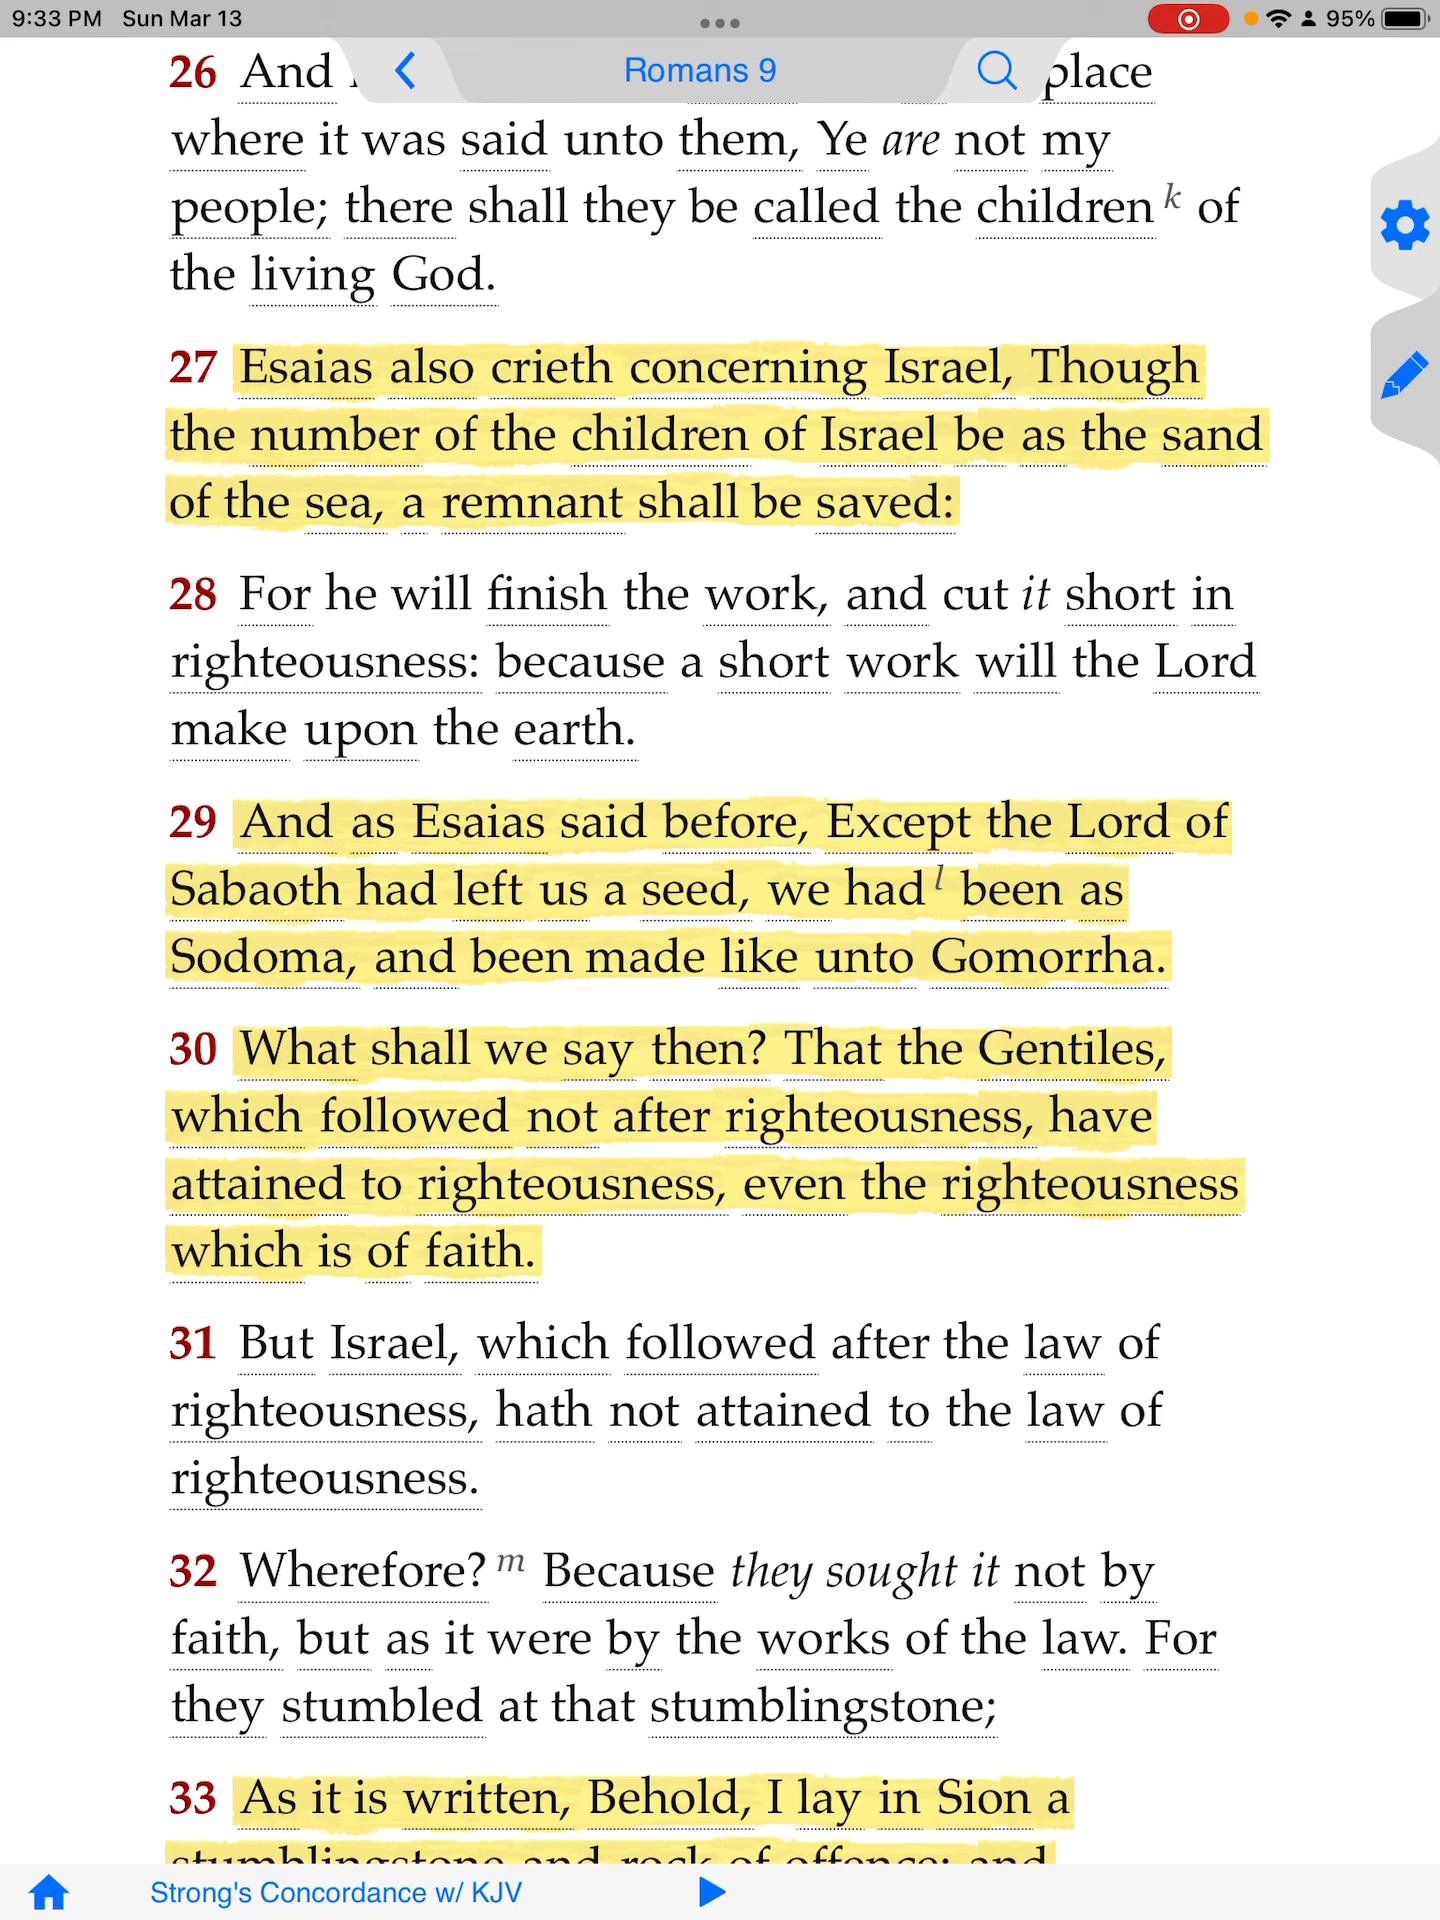 9:33 PM Sun Mar 13
95%
Romans 9
26 And place
where it was said unto them, Ye are not my
people; there shall they be called the children k of
the living God.
27 Esaias also crieth concerning Israel, Though
the number of the children of Israel be as the sand
of the sea, a remnant shall be saved:
28 For he will finish the work, and cut it short in
righteousness: because a short work will the Lord
make upon the earth.
29 And as Esaias said before, Except the Lord of
Sabaoth had left us a seed, we had l been as
Sodoma, and been made like unto Gomorrha.
30 What shall we say then? That the Gentiles,
which followed not after righteousness, have
attained to righteousness, even the righteousness
which is of faith.
31 But Israel, which followed after the law of
righteousness, hath not attained to the law of
righteousness.
32 Wherefore? m Because they sought it not by
faith, but as it were by the works of the law. For
they stumbled at that stumblingstone;
33 As it is written, Behold, I lay in Sion a
stumblingstone and rock of offence: and
Strong's Concordance w/ KJV